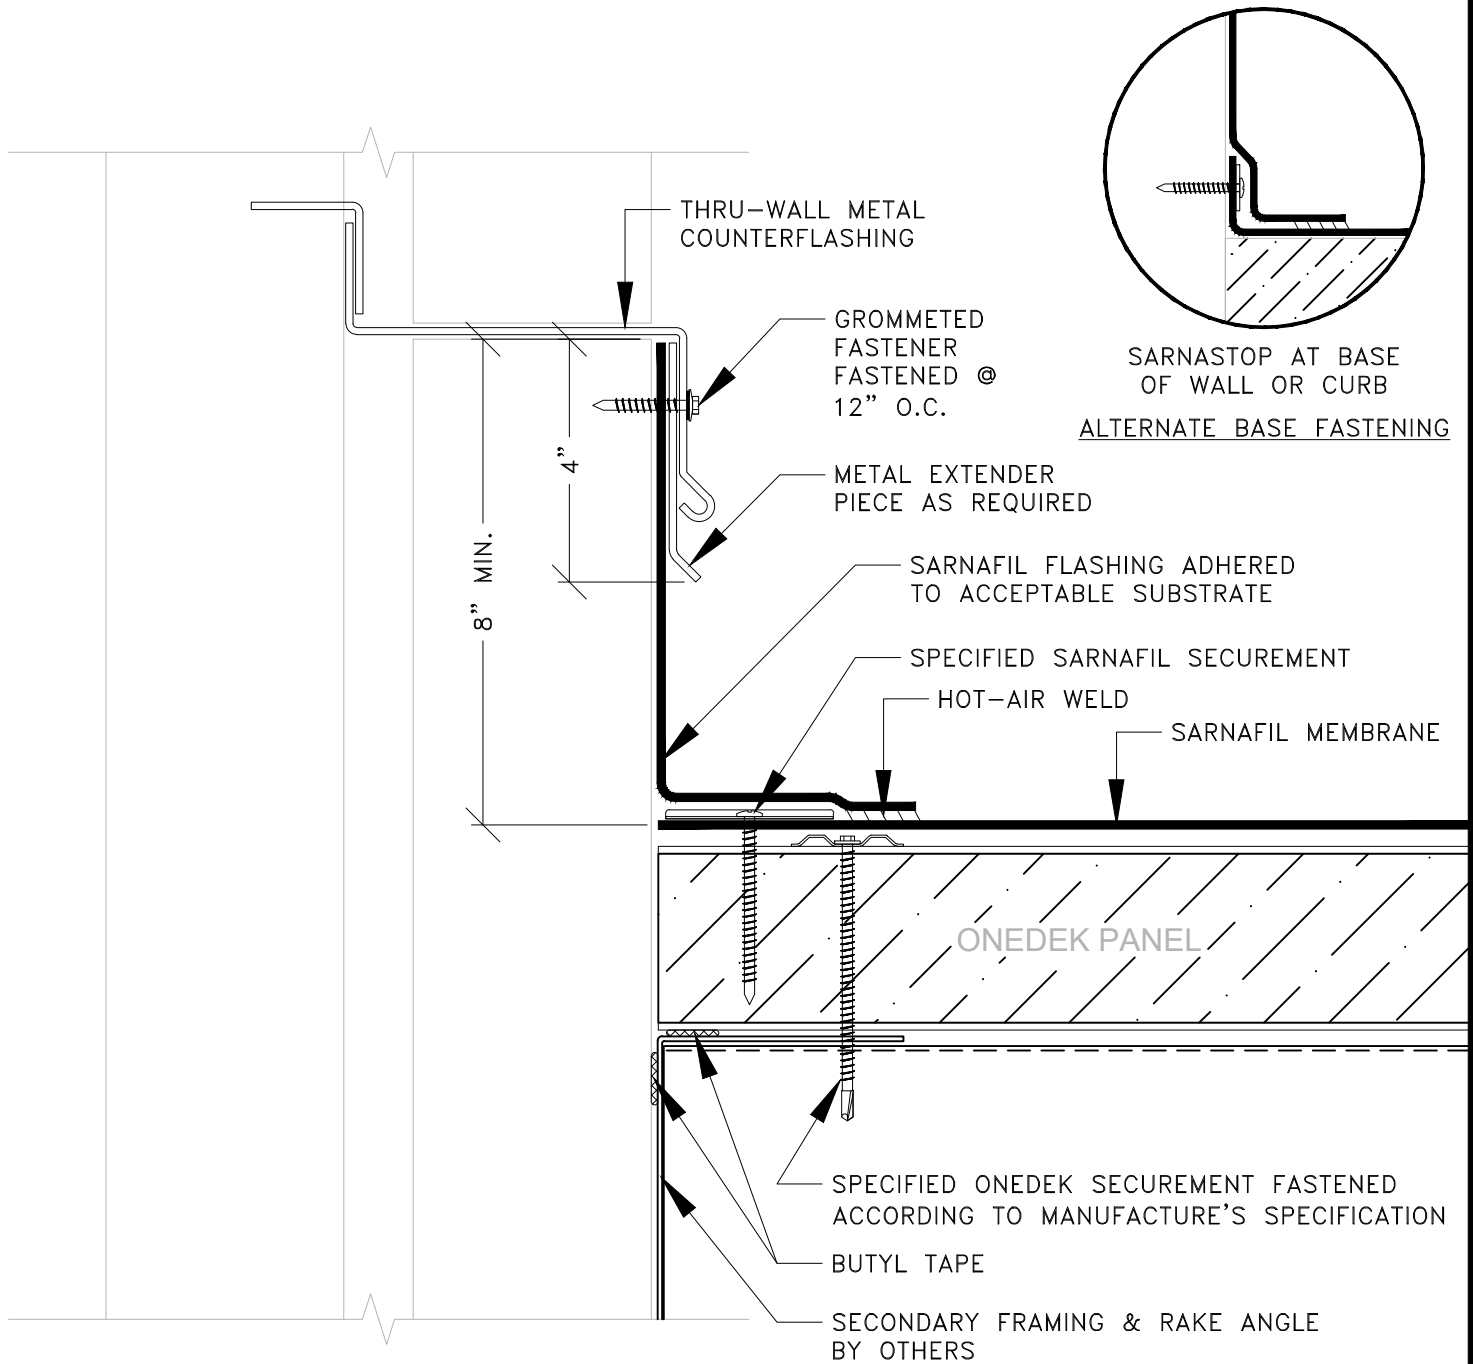 THRU-WALL METAL
COUNTERFLASHING
GROMMETED
FASTENER
FASTENED @
12" O.C.
SARNASTOP AT BASE
OF WALL OR CURB
ALTERNATE BASE FASTENING
4"
METAL EXTENDER
PIECE AS REQUIRED
8" MIN.
SARNAFIL FLASHING ADHERED
TO ACCEPTABLE SUBSTRATE
SPECIFIED SARNAFIL SECUREMENT
HOT-AIR WELD
SARNAFIL MEMBRANE
ONEDEK PANEL
SPECIFIED ONEDEK SECUREMENT FASTENED
ACCORDING TO MANUFACTURE'S SPECIFICATION
BUTYL TAPE
SECONDARY FRAMING & RAKE ANGLE
BY OTHERS